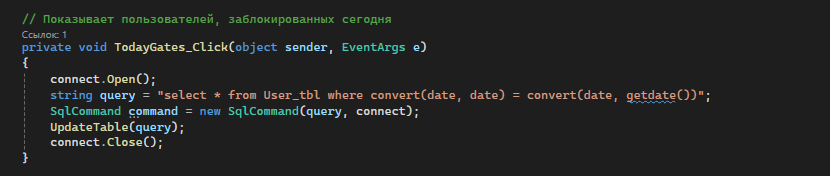 // Показывает пользователей, заблокированных сегодня
Ссылок: 1
private void TodayGates_Click(object sender, EventArgs e)
{
connect.Open();
string query = "select * from User_tbl where convert(date, date) = convert(date, getdate())";
SqlCommand command = new SqlCommand(query, connect);
UpdateTable(query);
connect.Close();
}